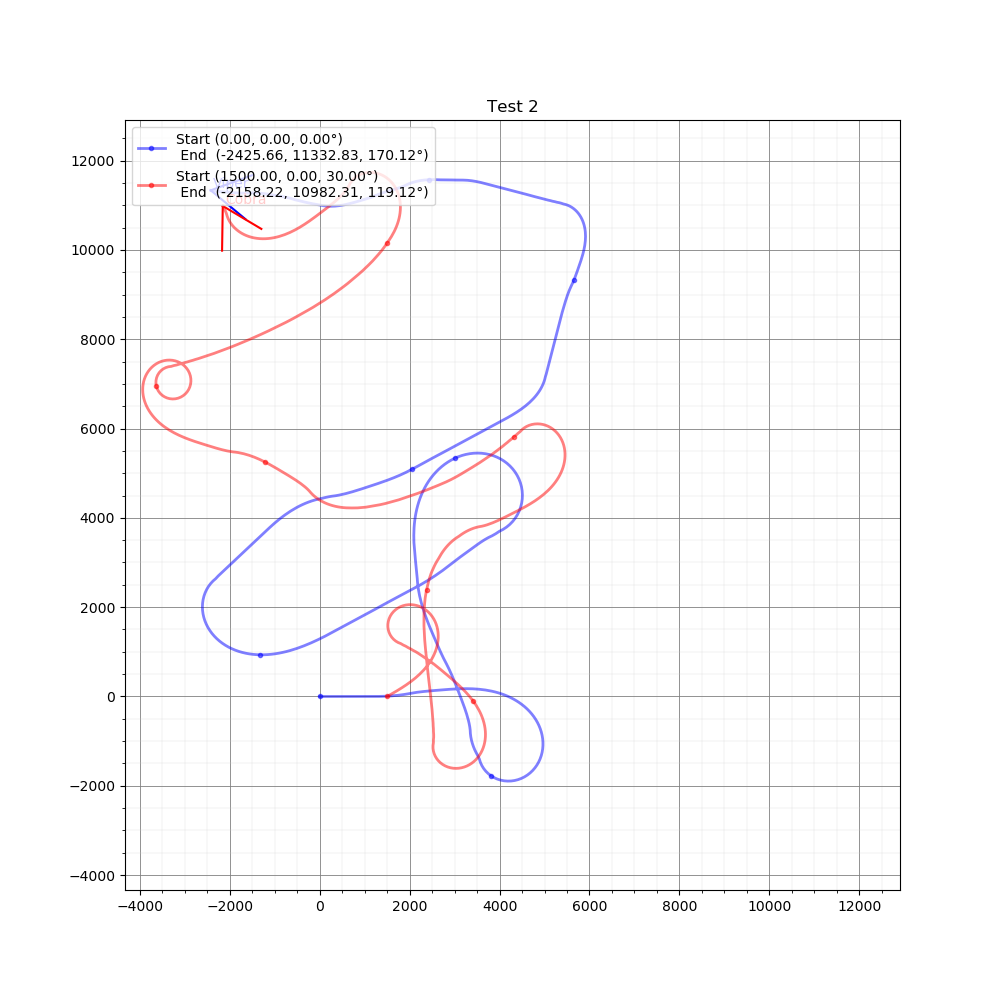 Test 2
Start (0.00, 0.00, 0.00°)
End (-2425.66, 11332.83, 170.12°)
Start (1500.00, 0.00, 30.00°)
End (-2158.22, 10982.31, 119.12°)
cobra
12000
10000
8000
6000
4000
2000
0
−2000
−4000
−4000 −2000 0 2000 4000 6000 8000 10000 12000